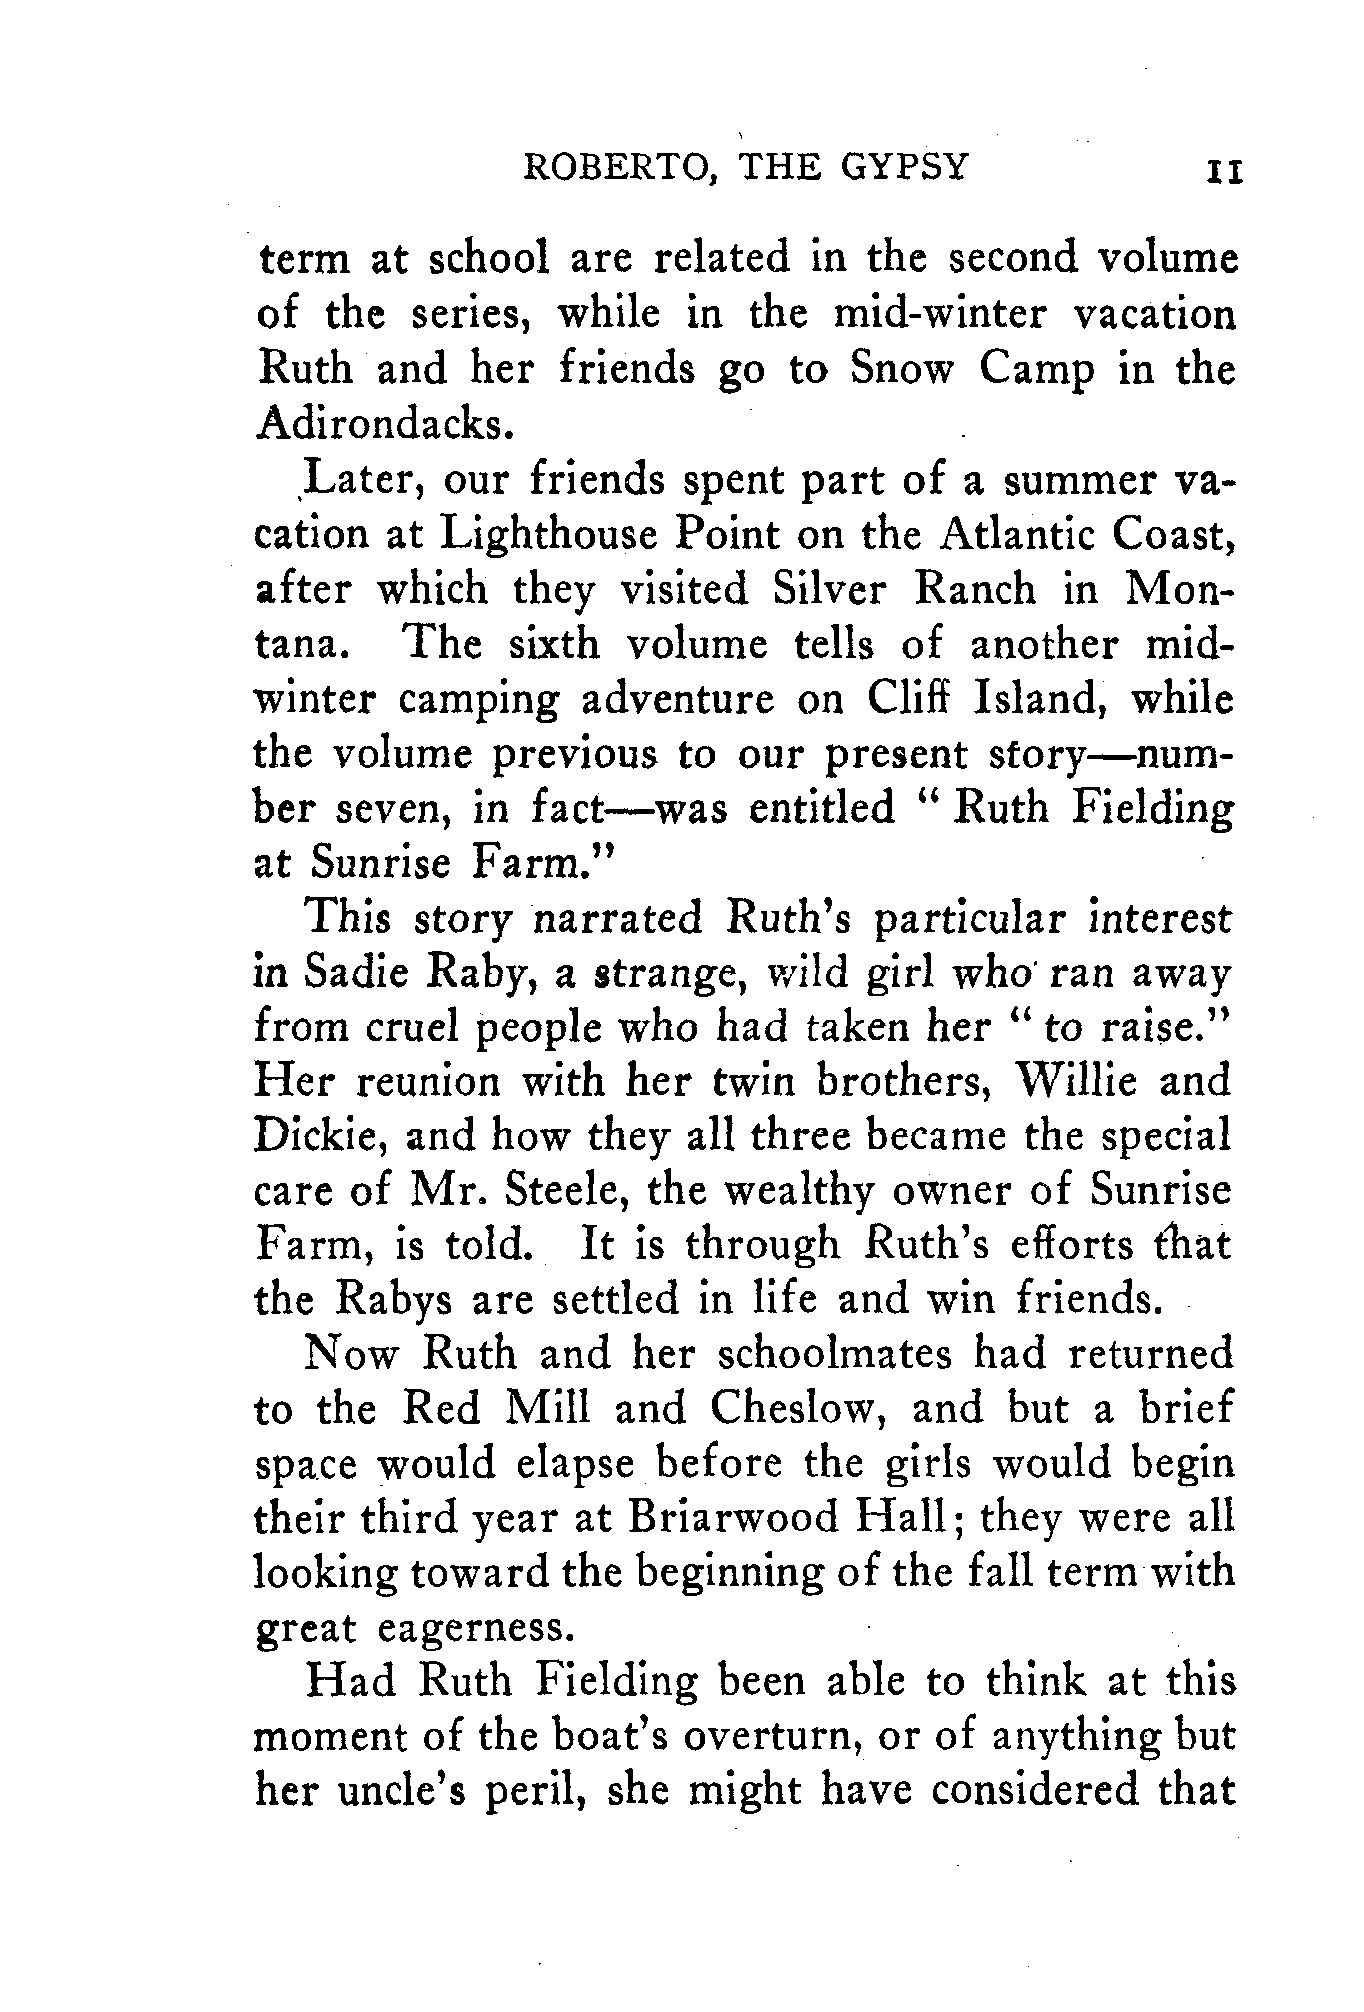 ROBERTO, THE GYPSY 11
term at school are related in the second volume
of the series, while in the mid-winter vacation
Ruth and her friends go to Snow Camp in the
Adirondacks.
Later, our friends spent part of a summer va-
cation at Lighthouse Point on the Atlantic Coast,
after which they visited Silver Ranch in Mon-
tana. The sixth volume tells of another mid-
winter camping adventure on Cliff Island, while
the volume previous to our present story—num-
ber seven, in fact—was entitled " Ruth Fielding
at Sunrise Farm."
This story narrated Ruth's particular interest
in Sadie Raby, a strange, wild girl who ran away
from cruel people who had taken her " to raise."
Her reunion with her twin brothers, Willie and
Dickie, and how they all three became the special
care of Mr. Steele, the wealthy owner of Sunrise
Farm, is told. It is through Ruth's efforts that
the Rabys are settled in life and win friends.
Now Ruth and her schoolmates had returned
to the Red Mill and Cheslow, and but a brief
space would elapse before the girls would begin
their third year at Briarwood Hall; they were all
looking toward the beginning of the fall term with
great eagerness.
Had Ruth Fielding been able to think at this
moment of the boat's overturn, or of anything but
her uncle's peril, she might have considered that